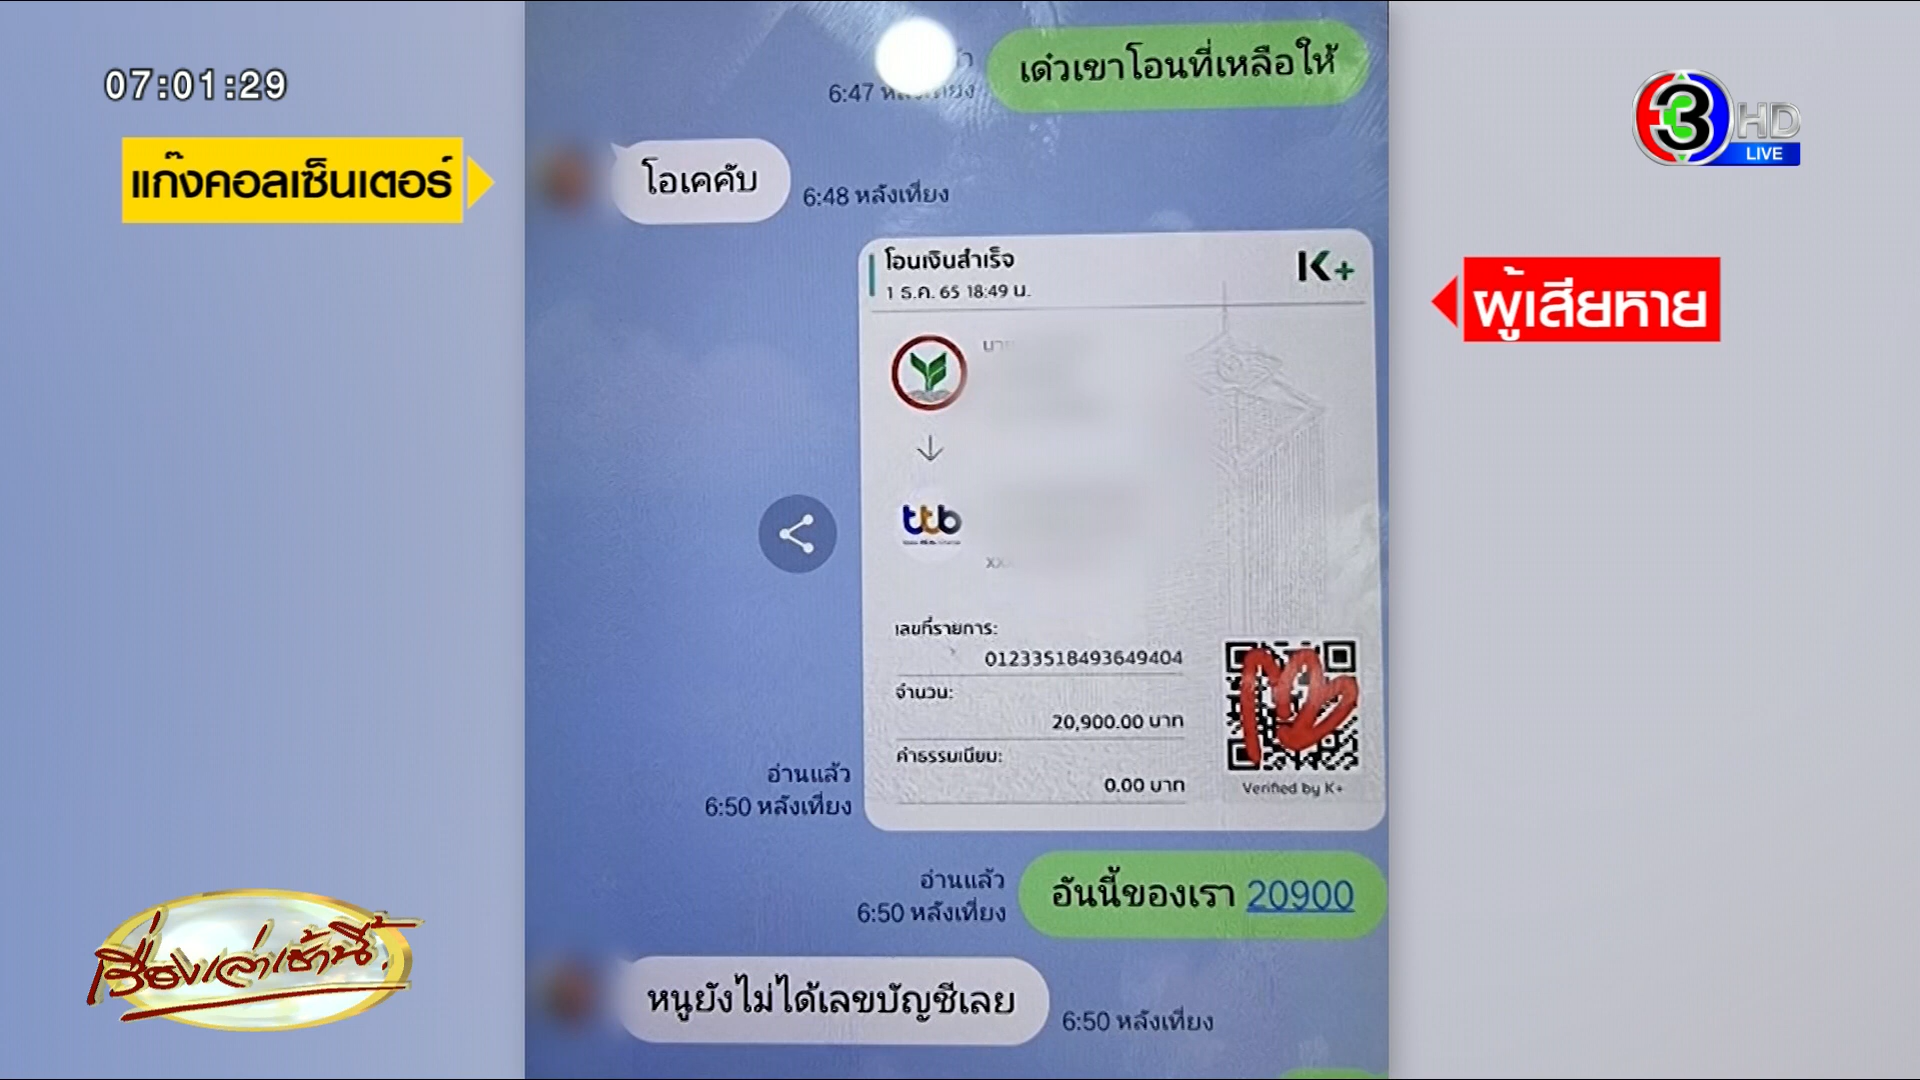 07:01:29
แก๊งคอลเซ็นเตอร์
3 HD
LIVE
ผู้เสียหาย
เด๋วเขาโอนที่เหลือให้
6:47
โอเคคับ
6:48 หลังเที่ยง
โอนเงินสำเร็จ
1 ธ.ค. 65 18:49 น.
K+
ttb
เลขที่รายการ:
01233518493649404
จำนวน:
20,900.00 บาท
ค่าธรรมเนียม:
0.00 บาท
Verified by K+
อ่านแล้ว
6:50 หลังเที่ยง
อันนี้ของเรา 20900
อ่านแล้ว
6:50 หลังเที่ยง
หนูยังไม่ได้เลขบัญชีเลย
6:50 หลังเที่ยง
เรื่องเล่าเช้านี้